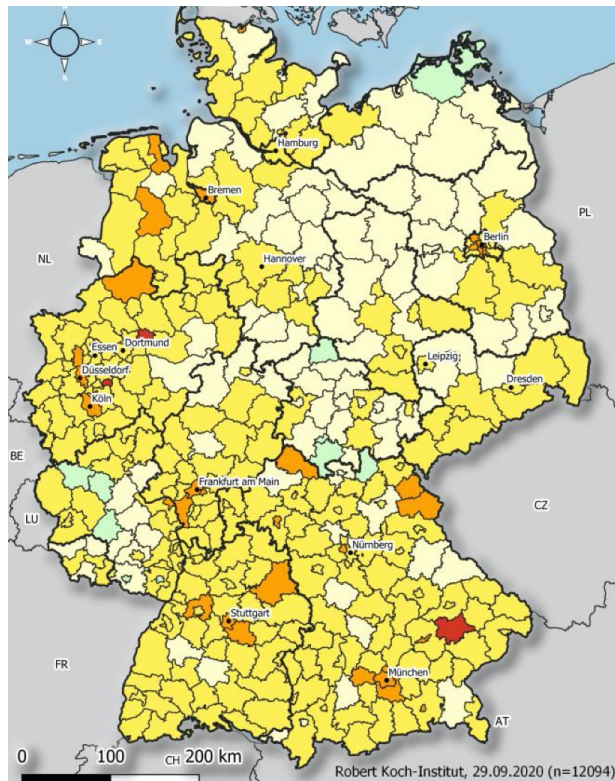 Hamburg
Bremen
PL
Berlin
NL
Hannover
Essen
Dortmund
Düsseldorf
Leipzig
Dresden
Köln
BE
Frankfurt am Main
LU
CZ
Nürnberg
Stuttgart
FR
München
AT
0 100 200 km
CH
Robert Koch-Institut, 29.09.2020 (n=12094)